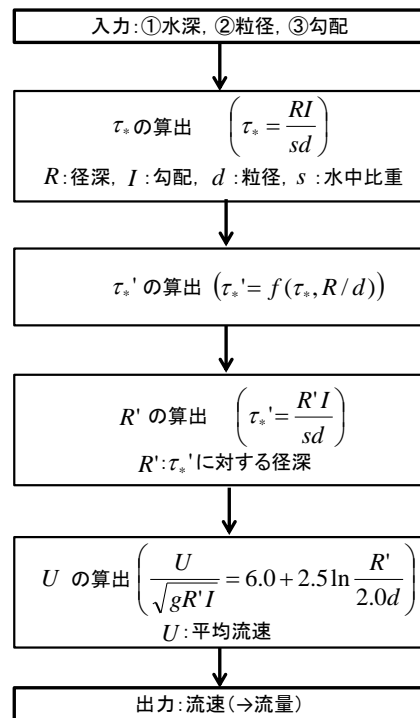 入力:①水深, ②粒径, ③勾配
τ* の算出 (τ* = RI / sd)
R:径深, I:勾配, d:粒径, s:水中比重
τ*' の算出 (τ*'= f(τ*, R/d))
R' の算出 (τ*'= R'I / sd)
R':τ*'に対する径深
U の算出 (U / √gR'I = 6.0 + 2.5 ln R' / 2.0d)
U:平均流速
出力:流速(→流量)